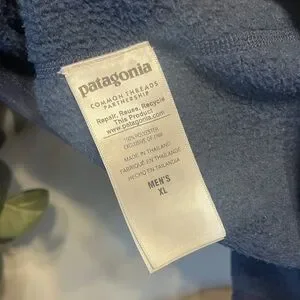 patagonia
COMMON THREADS
PARTNERSHIP
Repair, Reuse, Recycle
This Product
www.patagonia.com
100% POLYESTER
EXCLUSIVE OF TRIM
MADE IN THAILAND
FABRIQUÉ EN THAÏLANDE
HECHO EN TAILANDIA
MEN'S
XL